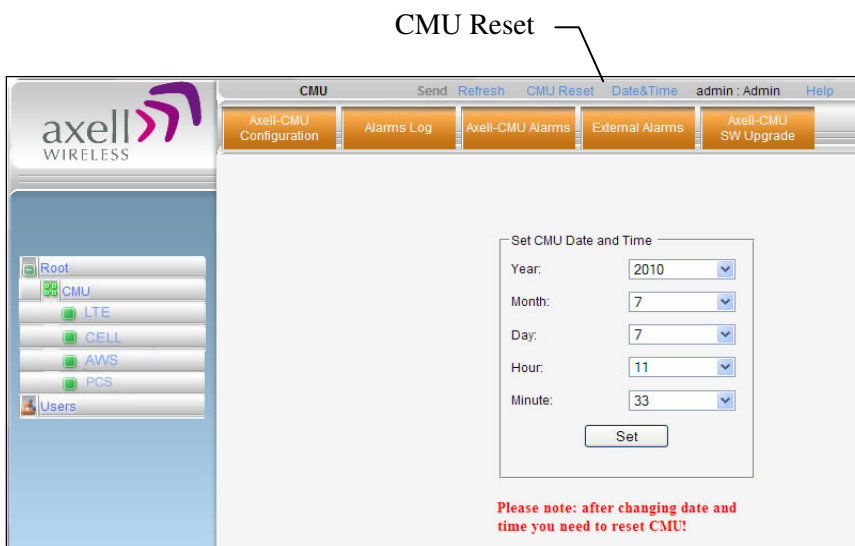 CMU Reset
CMU Send Refresh CMU Reset Date&Time admin : Admin Help
axell
WIRELESS
Axell-CMU
Configuration
Alarms Log
Axell-CMU Alarms
External Alarms
Axell-CMU
SW Upgrade
Root
CMU
LTE
CELL
AWS
PCS
Users
Set CMU Date and Time
Year: 2010
Month: 7
Day: 7
Hour: 11
Minute: 33
Set
Please note: after changing date and
time you need to reset CMU!